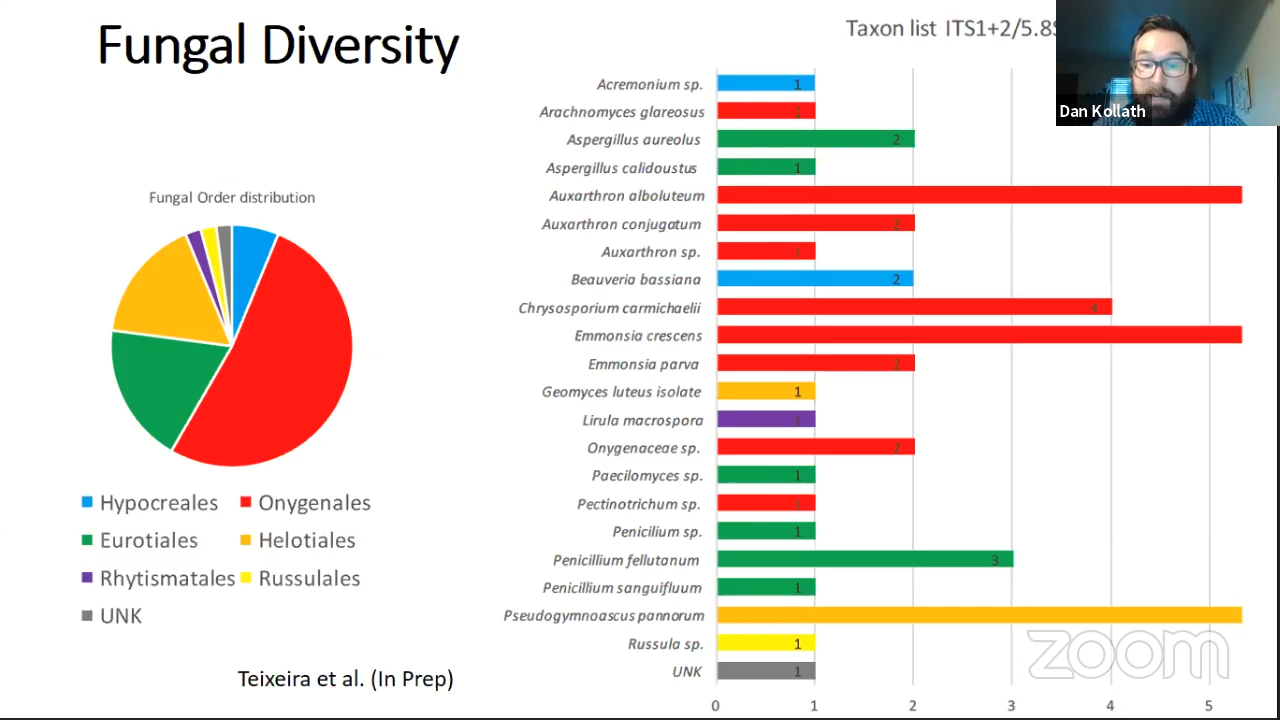 Fungal Diversity
Taxon list ITS1+2/5.8S
Dan Kollath
Fungal Order distribution
Hypocreales Onygenales
Eurotiales Helotiales
Rhytismatales Russulales
UNK
Teixeira et al. (In Prep)
Acremonium sp. 1
Arachnomyces glareosus 1
Aspergillus aureolus 2
Aspergillus calidoustus 1
Auxarthron alboluteum
Auxarthron conjugatum 2
Auxarthron sp. 1
Beauveria bassiana 2
Chrysosporium carmichaelii 4
Emmonsia crescens
Emmonsia parva 2
Geomyces luteus isolate 1
Lirula macrospora 1
Onygenaceae sp. 2
Paecilomyces sp. 1
Pectinotrichum sp. 1
Penicilium sp. 1
Penicillium fellutanum 3
Penicillium sanguifluum 1
Pseudogymnoascus pannorum
Russula sp. 1
UNK 1
0 1 2 3 4 5
zoom